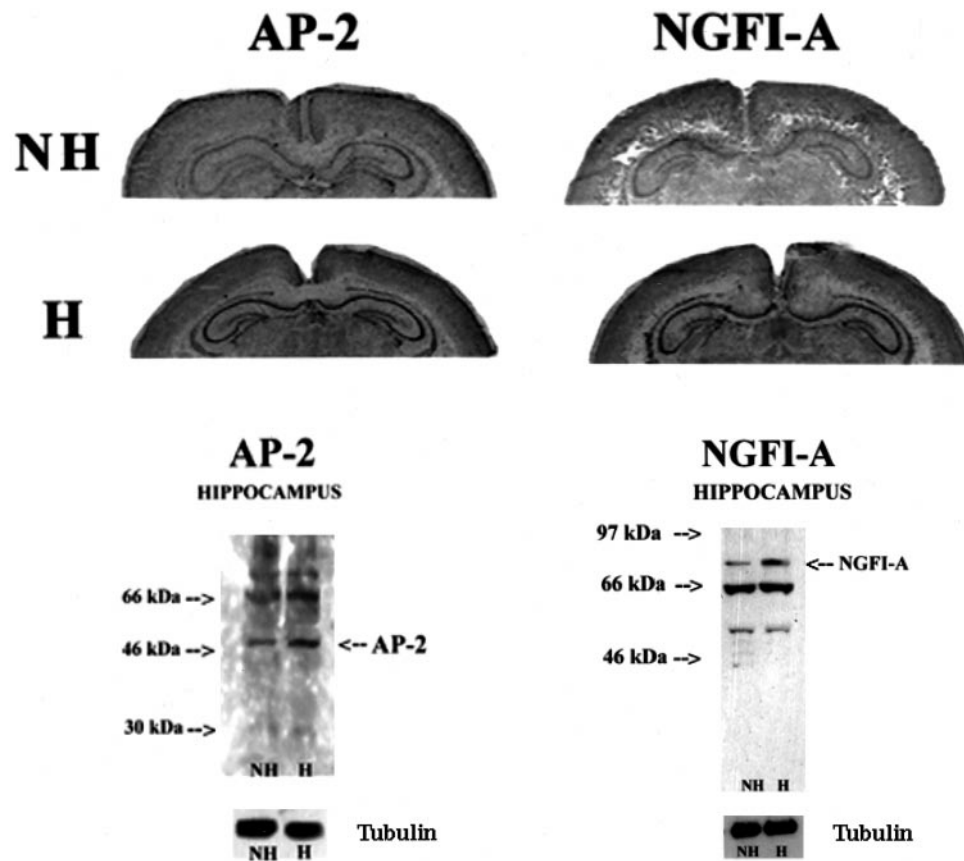 AP-2 NGFI-A
NH
H
AP-2
HIPPOCAMPUS
66 kDa -->
46 kDa -->
<-- AP-2
30 kDa -->
NH H
NH H
Tubulin
NGFI-A
HIPPOCAMPUS
97 kDa -->
<-- NGFI-A
66 kDa -->
46 kDa -->
NH H
NH H
Tubulin